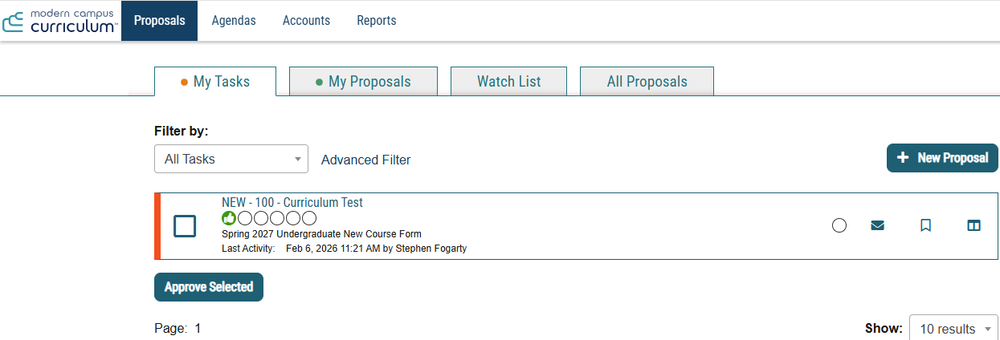 modern campus
curriculum™
Proposals Agendas Accounts Reports
My Tasks My Proposals Watch List All Proposals
Filter by:
All Tasks Advanced Filter + New Proposal
NEW - 100 - Curriculum Test
Spring 2027 Undergraduate New Course Form
Last Activity: Feb 6, 2026 11:21 AM by Stephen Fogarty
Approve Selected
Page: 1 Show: 10 results